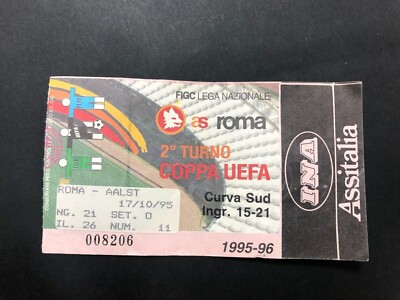 FIGC LEGA NAZIONALE
as roma
2° TURNO
COPPA UEFA
Curva Sud
Ingr. 15-21
1995-96
ROMA - AALST
17/10/95
NG. 21 SET. D
IL. 26 NUM. 11
008206
INA
Assitalia